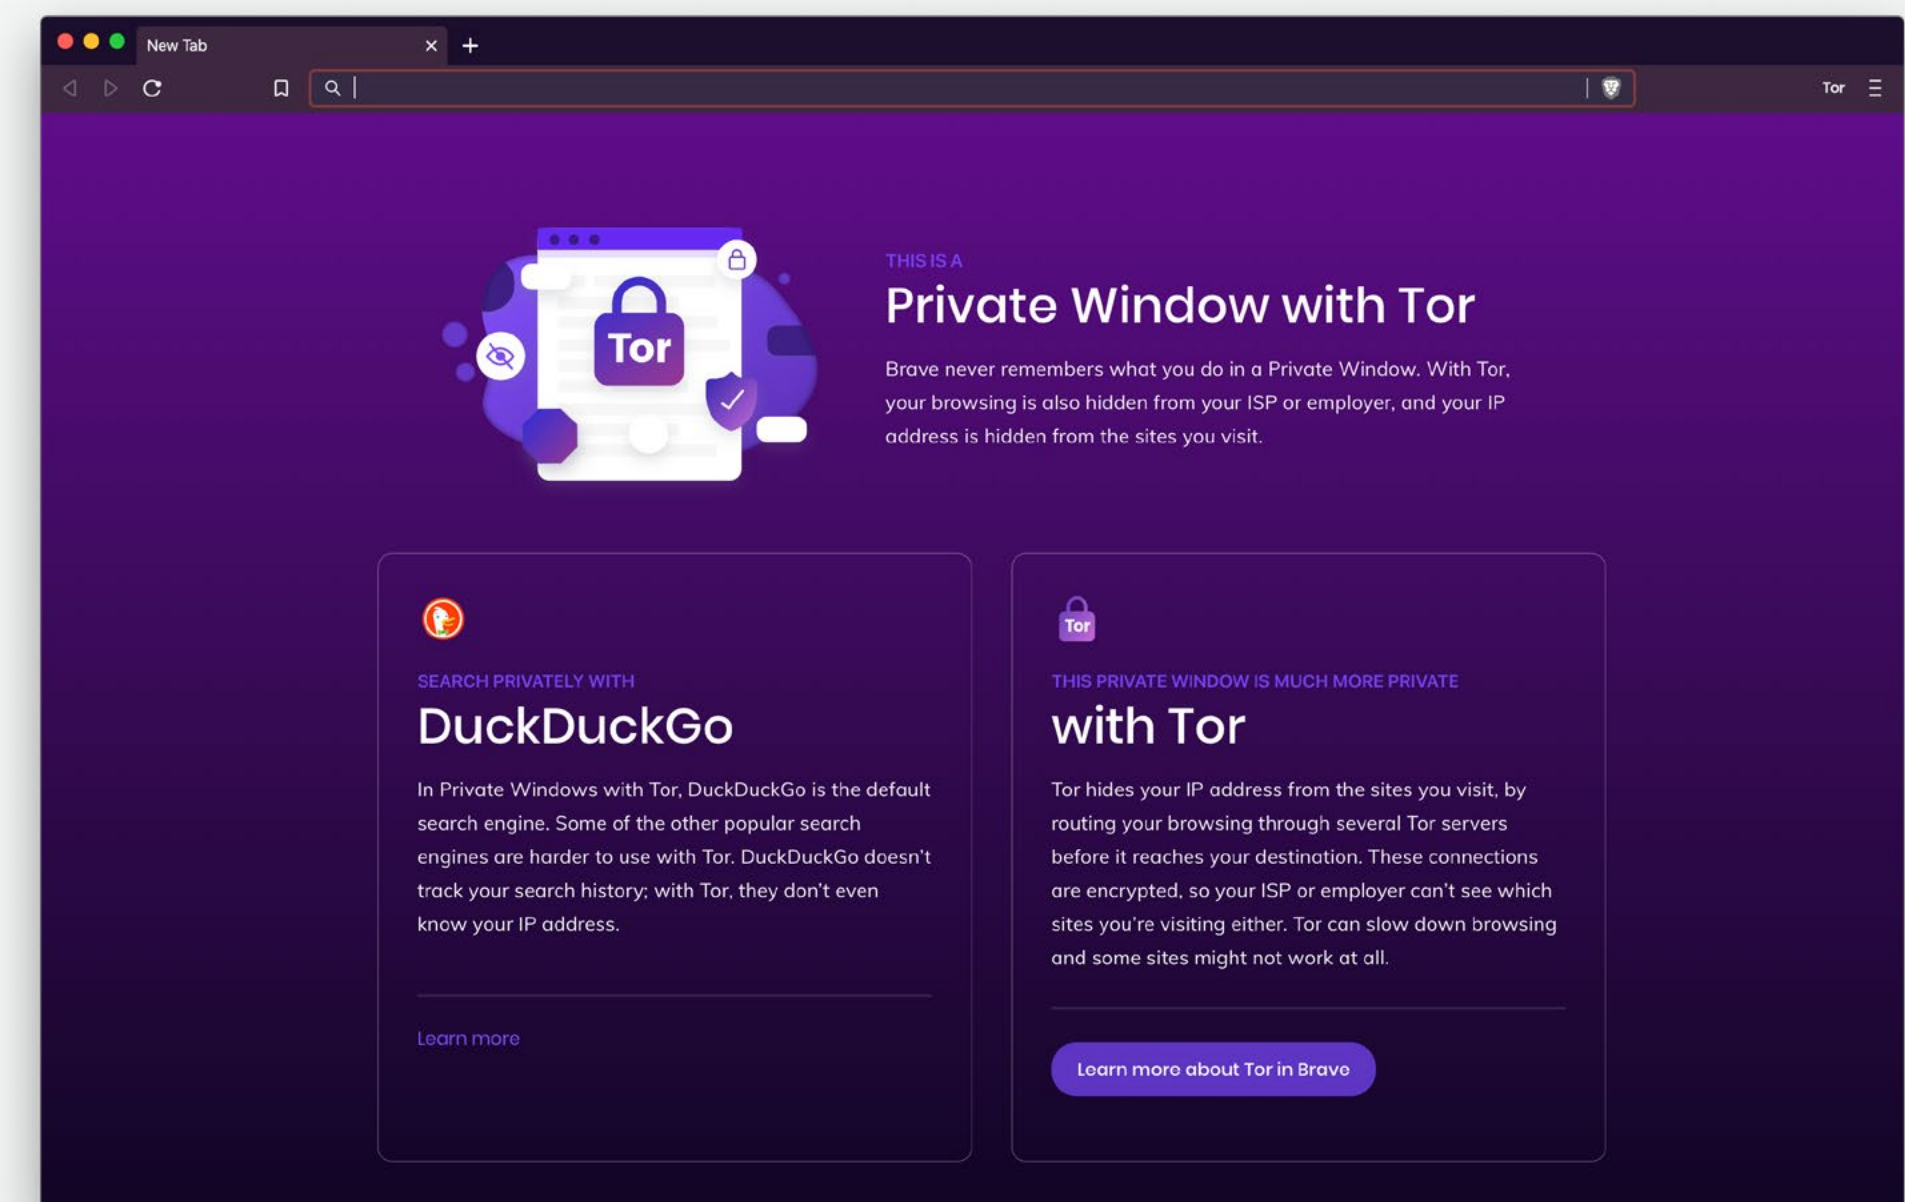 New Tab
Tor
THIS IS A
Private Window with Tor
Brave never remembers what you do in a Private Window. With Tor,
your browsing is also hidden from your ISP or employer, and your IP
address is hidden from the sites you visit.
Tor
SEARCH PRIVATELY WITH
DuckDuckGo
In Private Windows with Tor, DuckDuckGo is the default
search engine. Some of the other popular search
engines are harder to use with Tor. DuckDuckGo doesn't
track your search history; with Tor, they don't even
know your IP address.
Learn more
Tor
THIS PRIVATE WINDOW IS MUCH MORE PRIVATE
with Tor
Tor hides your IP address from the sites you visit, by
routing your browsing through several Tor servers
before it reaches your destination. These connections
are encrypted, so your ISP or employer can't see which
sites you're visiting either. Tor can slow down browsing
and some sites might not work at all.
Learn more about Tor in Brave